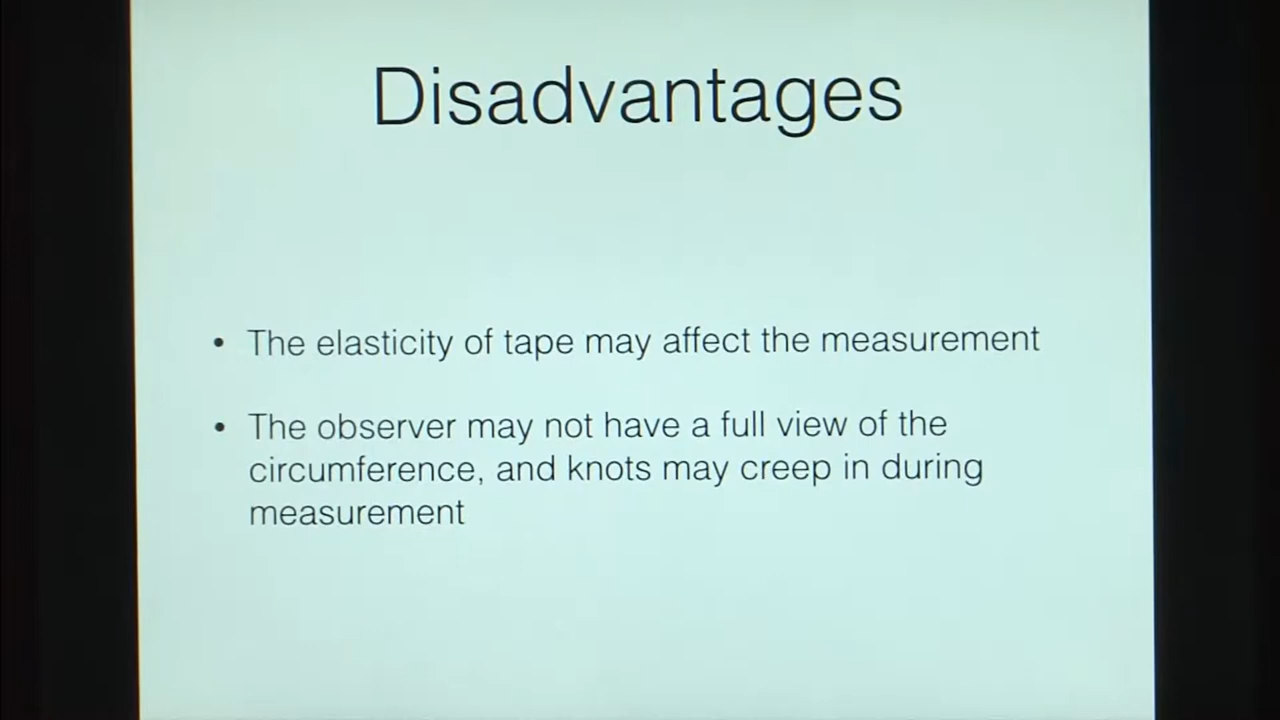 Disadvantages
• The elasticity of tape may affect the measurement
• The observer may not have a full view of the
circumference, and knots may creep in during
measurement